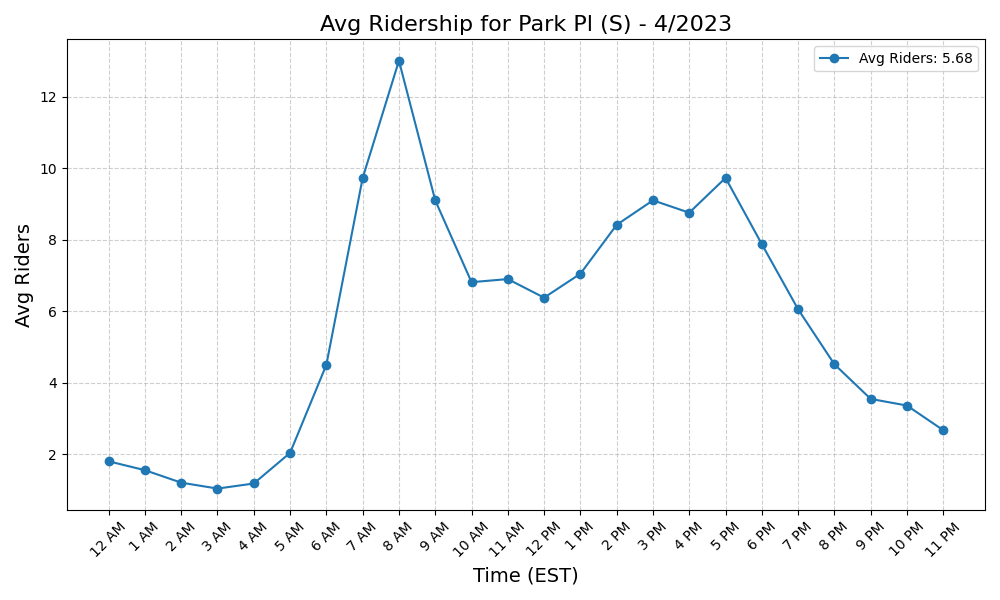 Avg Ridership for Park Pl (S) - 4/2023
Avg Riders: 5.68
Avg Riders
12
10
8
6
4
2
12 AM
1 AM
2 AM
3 AM
4 AM
5 AM
6 AM
7 AM
8 AM
9 AM
10 AM
11 AM
12 PM
1 PM
2 PM
3 PM
4 PM
5 PM
6 PM
7 PM
8 PM
9 PM
10 PM
11 PM
Time (EST)